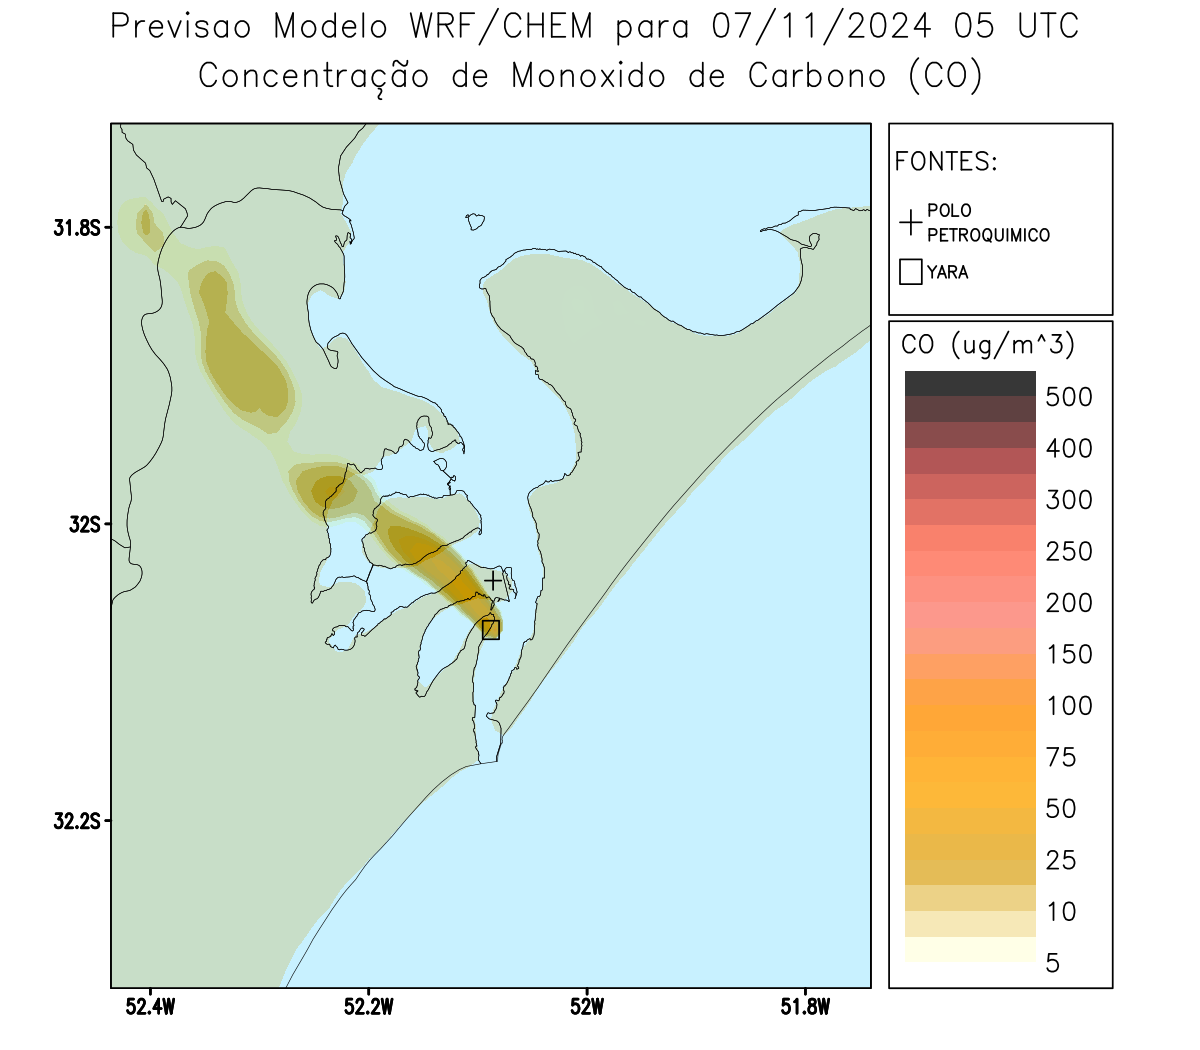 Previsao Modelo WRF/CHEM para 07/11/2024 05 UTC
Concentração de Monoxido de Carbono (CO)
FONTES:
POLO
PETROQUIMICO
YARA
31.8S
32S
32.2S
52.4W
52.2W
52W
51.8W
CO (ug/m^3)
500
400
300
250
200
150
100
75
50
25
10
5